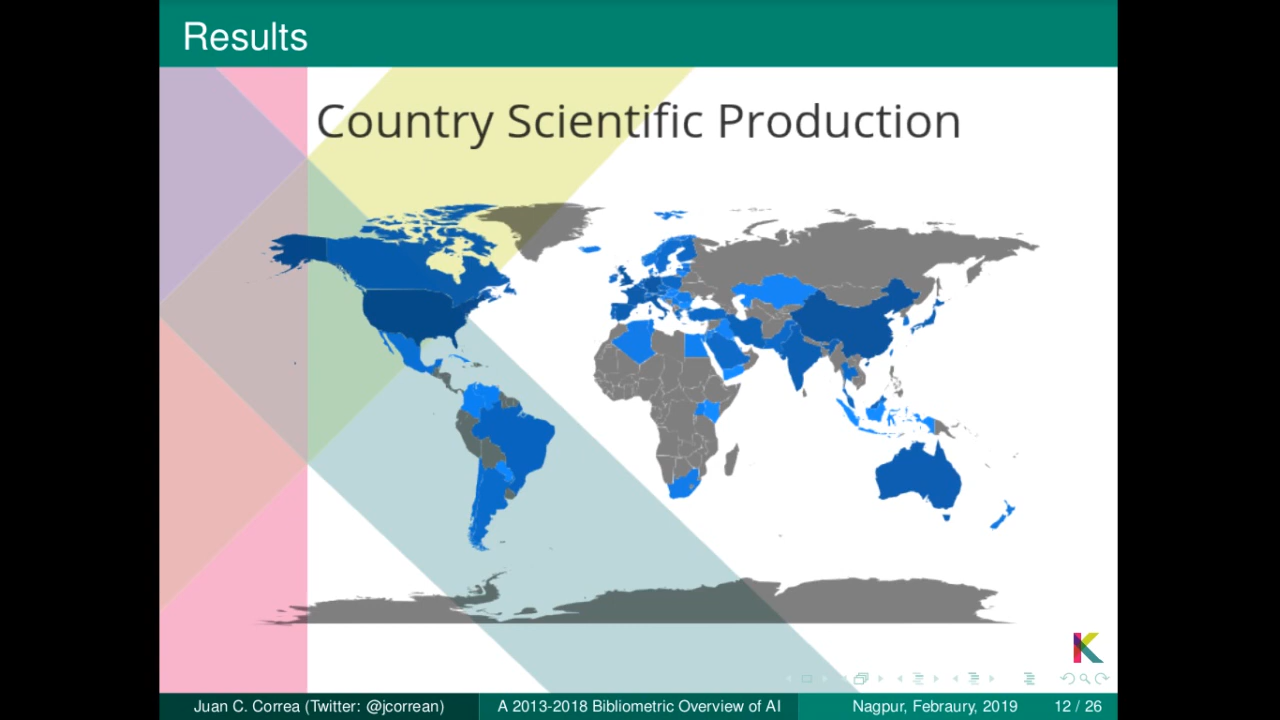 Results
Country Scientific Production
K
Juan C. Correa (Twitter: @jcorrean)
A 2013-2018 Bibliometric Overview of AI
Nagpur, Febraury, 2019
12 / 26